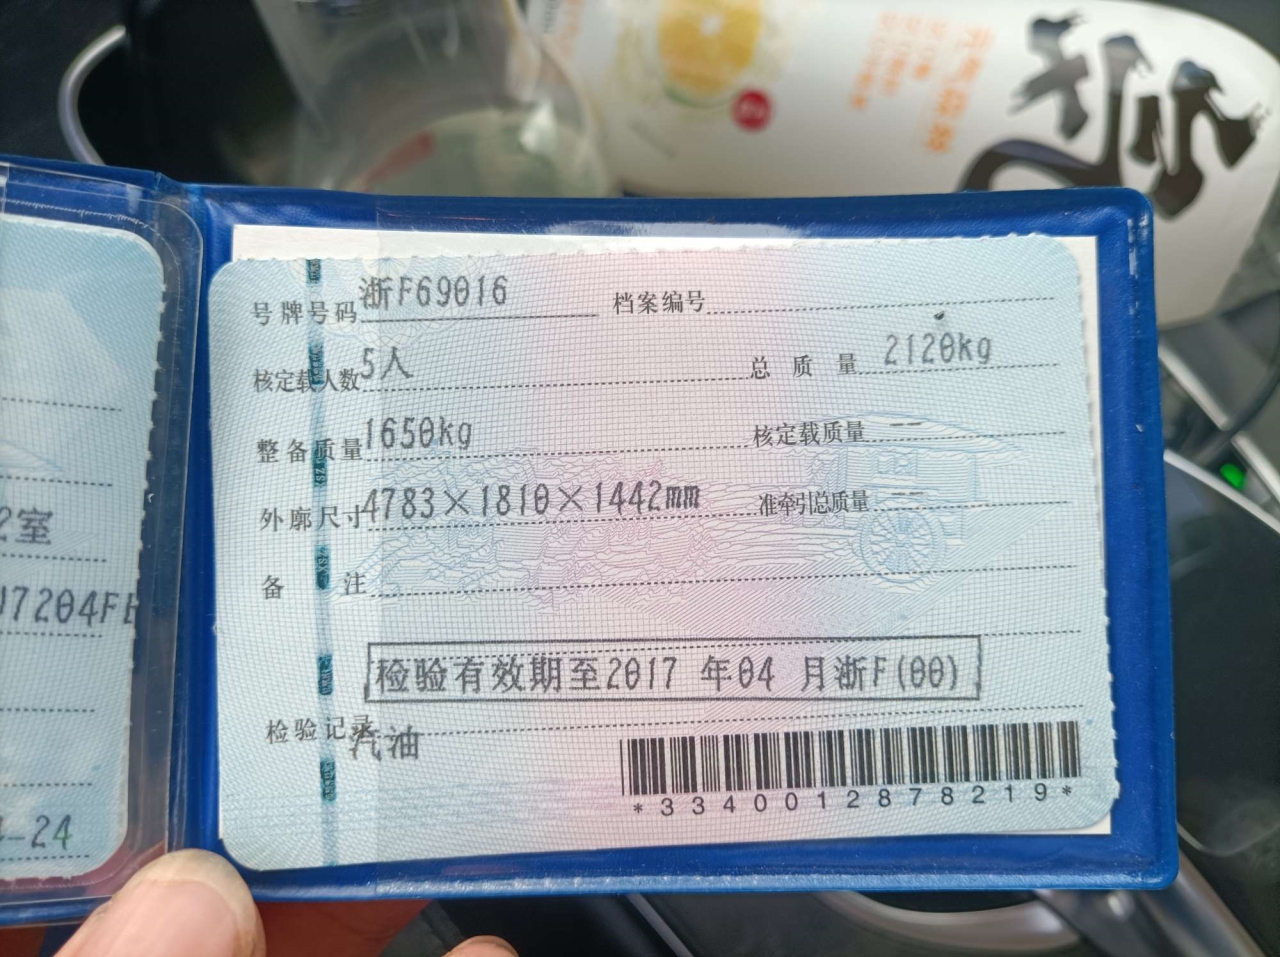 号牌号码 浙F69016 档案编号
核定载人数 5人 总质量 2120kg
整备质量 1650kg 核定载质量 --
外廓尺寸 4783×1810×1442mm 准牵引总质量 --
备注
检验有效期至2017 年04 月浙F(00)
检验记录
汽油
*3340012878219*
2室
7204F
-24